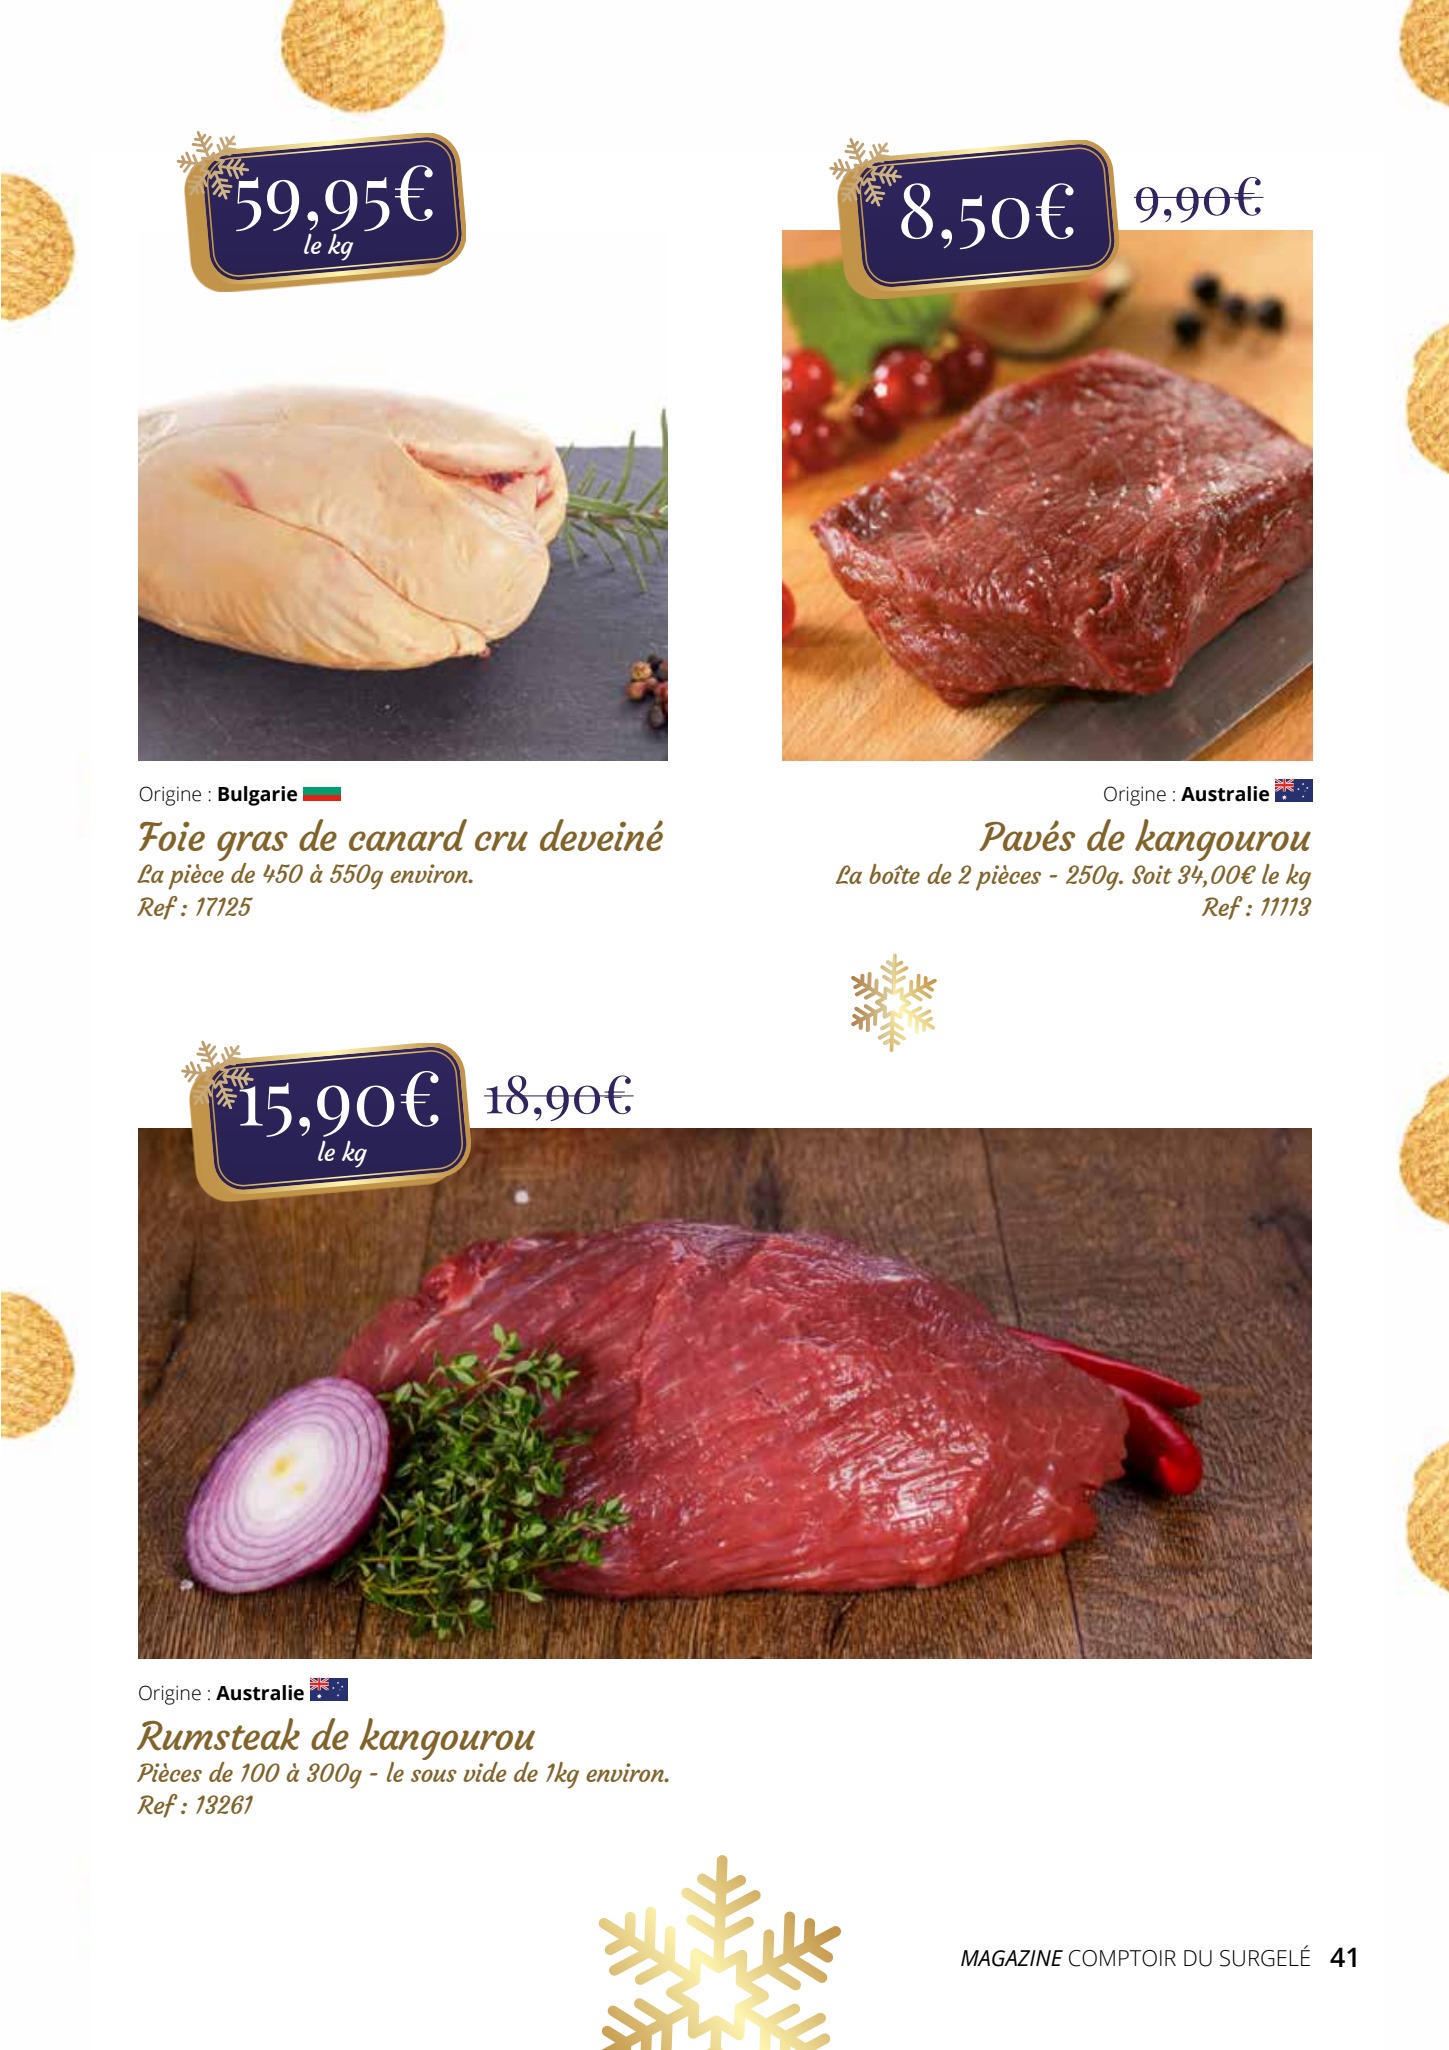 59,95€
le kg
8,50€
9,90€
Origine : Bulgarie
Foie gras de canard cru deveiné
La pièce de 450 à 550g environ.
Ref : 17125
Origine : Australie
Pavés de kangourou
La boîte de 2 pièces - 250g. Soit 34,00€ le kg
Ref : 11113
15,90€
le kg
18,90€
Origine : Australie
Rumsteak de kangourou
Pièces de 100 à 300g - le sous vide de 1kg environ.
Ref : 13261
MAGAZINE COMPTOIR DU SURGELÉ 41